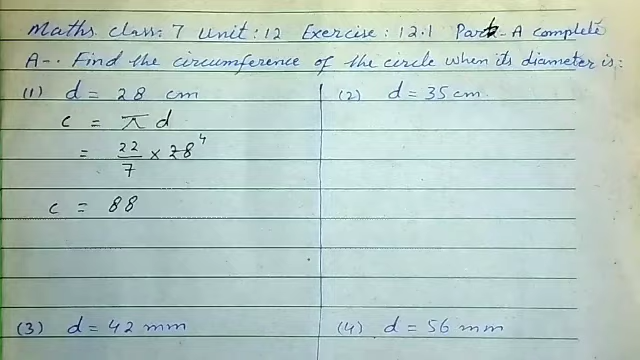 Maths. class: 7 Unit: 12 Exercise: 12.1 Part-A complete
A-. Find the circumference of the circle when its diameter is:
(1) d = 28 cm
(2) d = 35 cm.
c = π d
= 22/7 × 28 4
c = 88
(3) d = 42 mm
(4) d = 56 mm